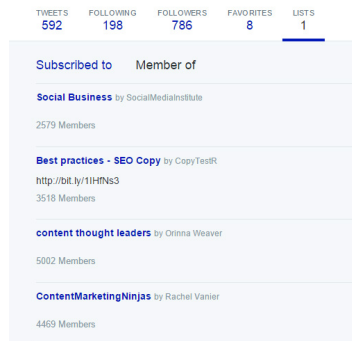 TWEETS FOLLOWING FOLLOWERS FAVORITES LISTS
592 198 786 8 1
Subscribed to Member of
Social Business by SocialMediaInstitute
2579 Members
Best practices - SEO Copy by CopyTestR
http://bit.ly/1IHfNs3
3518 Members
content thought leaders by Orinna Weaver
5002 Members
ContentMarketingNinjas by Rachel Vanier
4469 Members